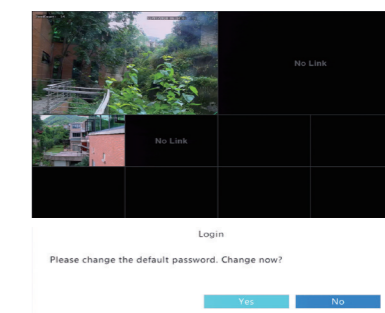 No Link
No Link
Login
Please change the default password. Change now?
Yes
No